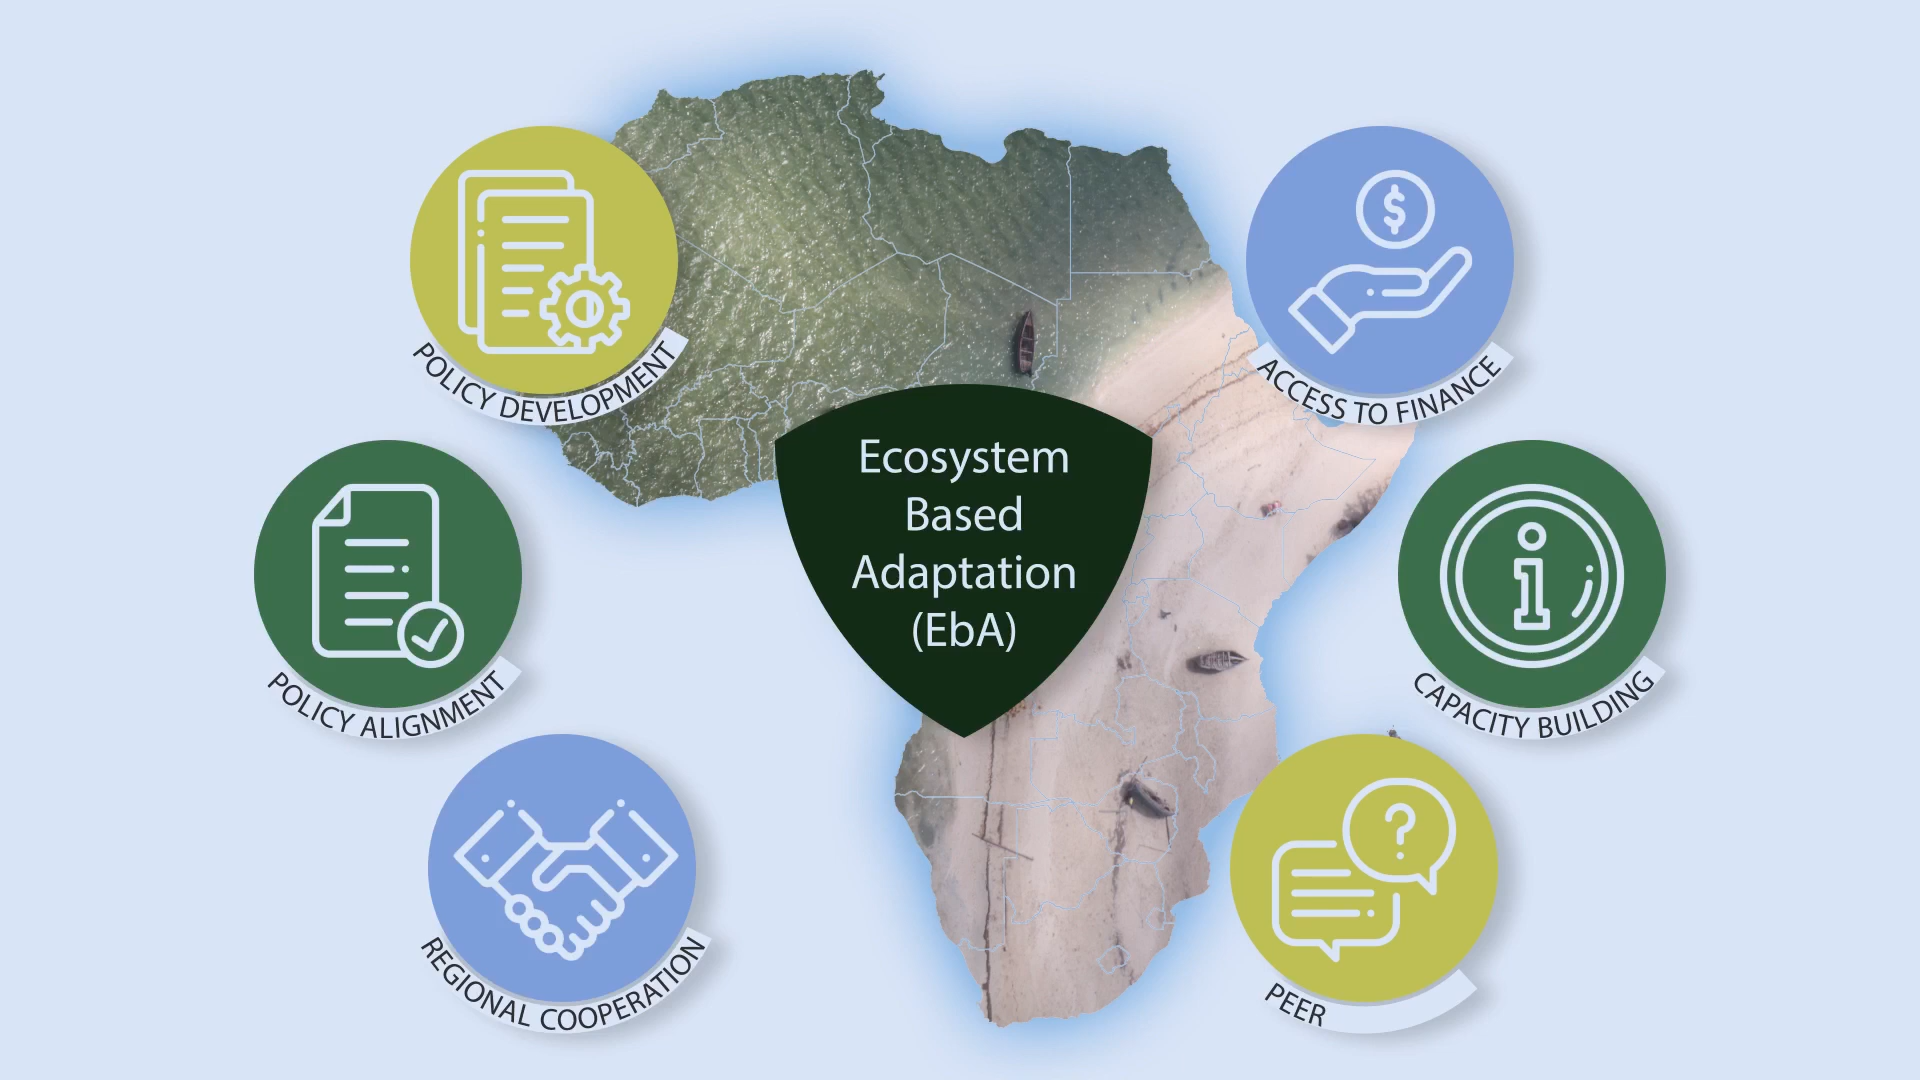 POLICY DEVELOPMENT
ACCESS TO FINANCE
Ecosystem
Based
Adaptation
(EbA)
POLICY ALIGNMENT
CAPACITY BUILDING
REGIONAL COOPERATION
PEER